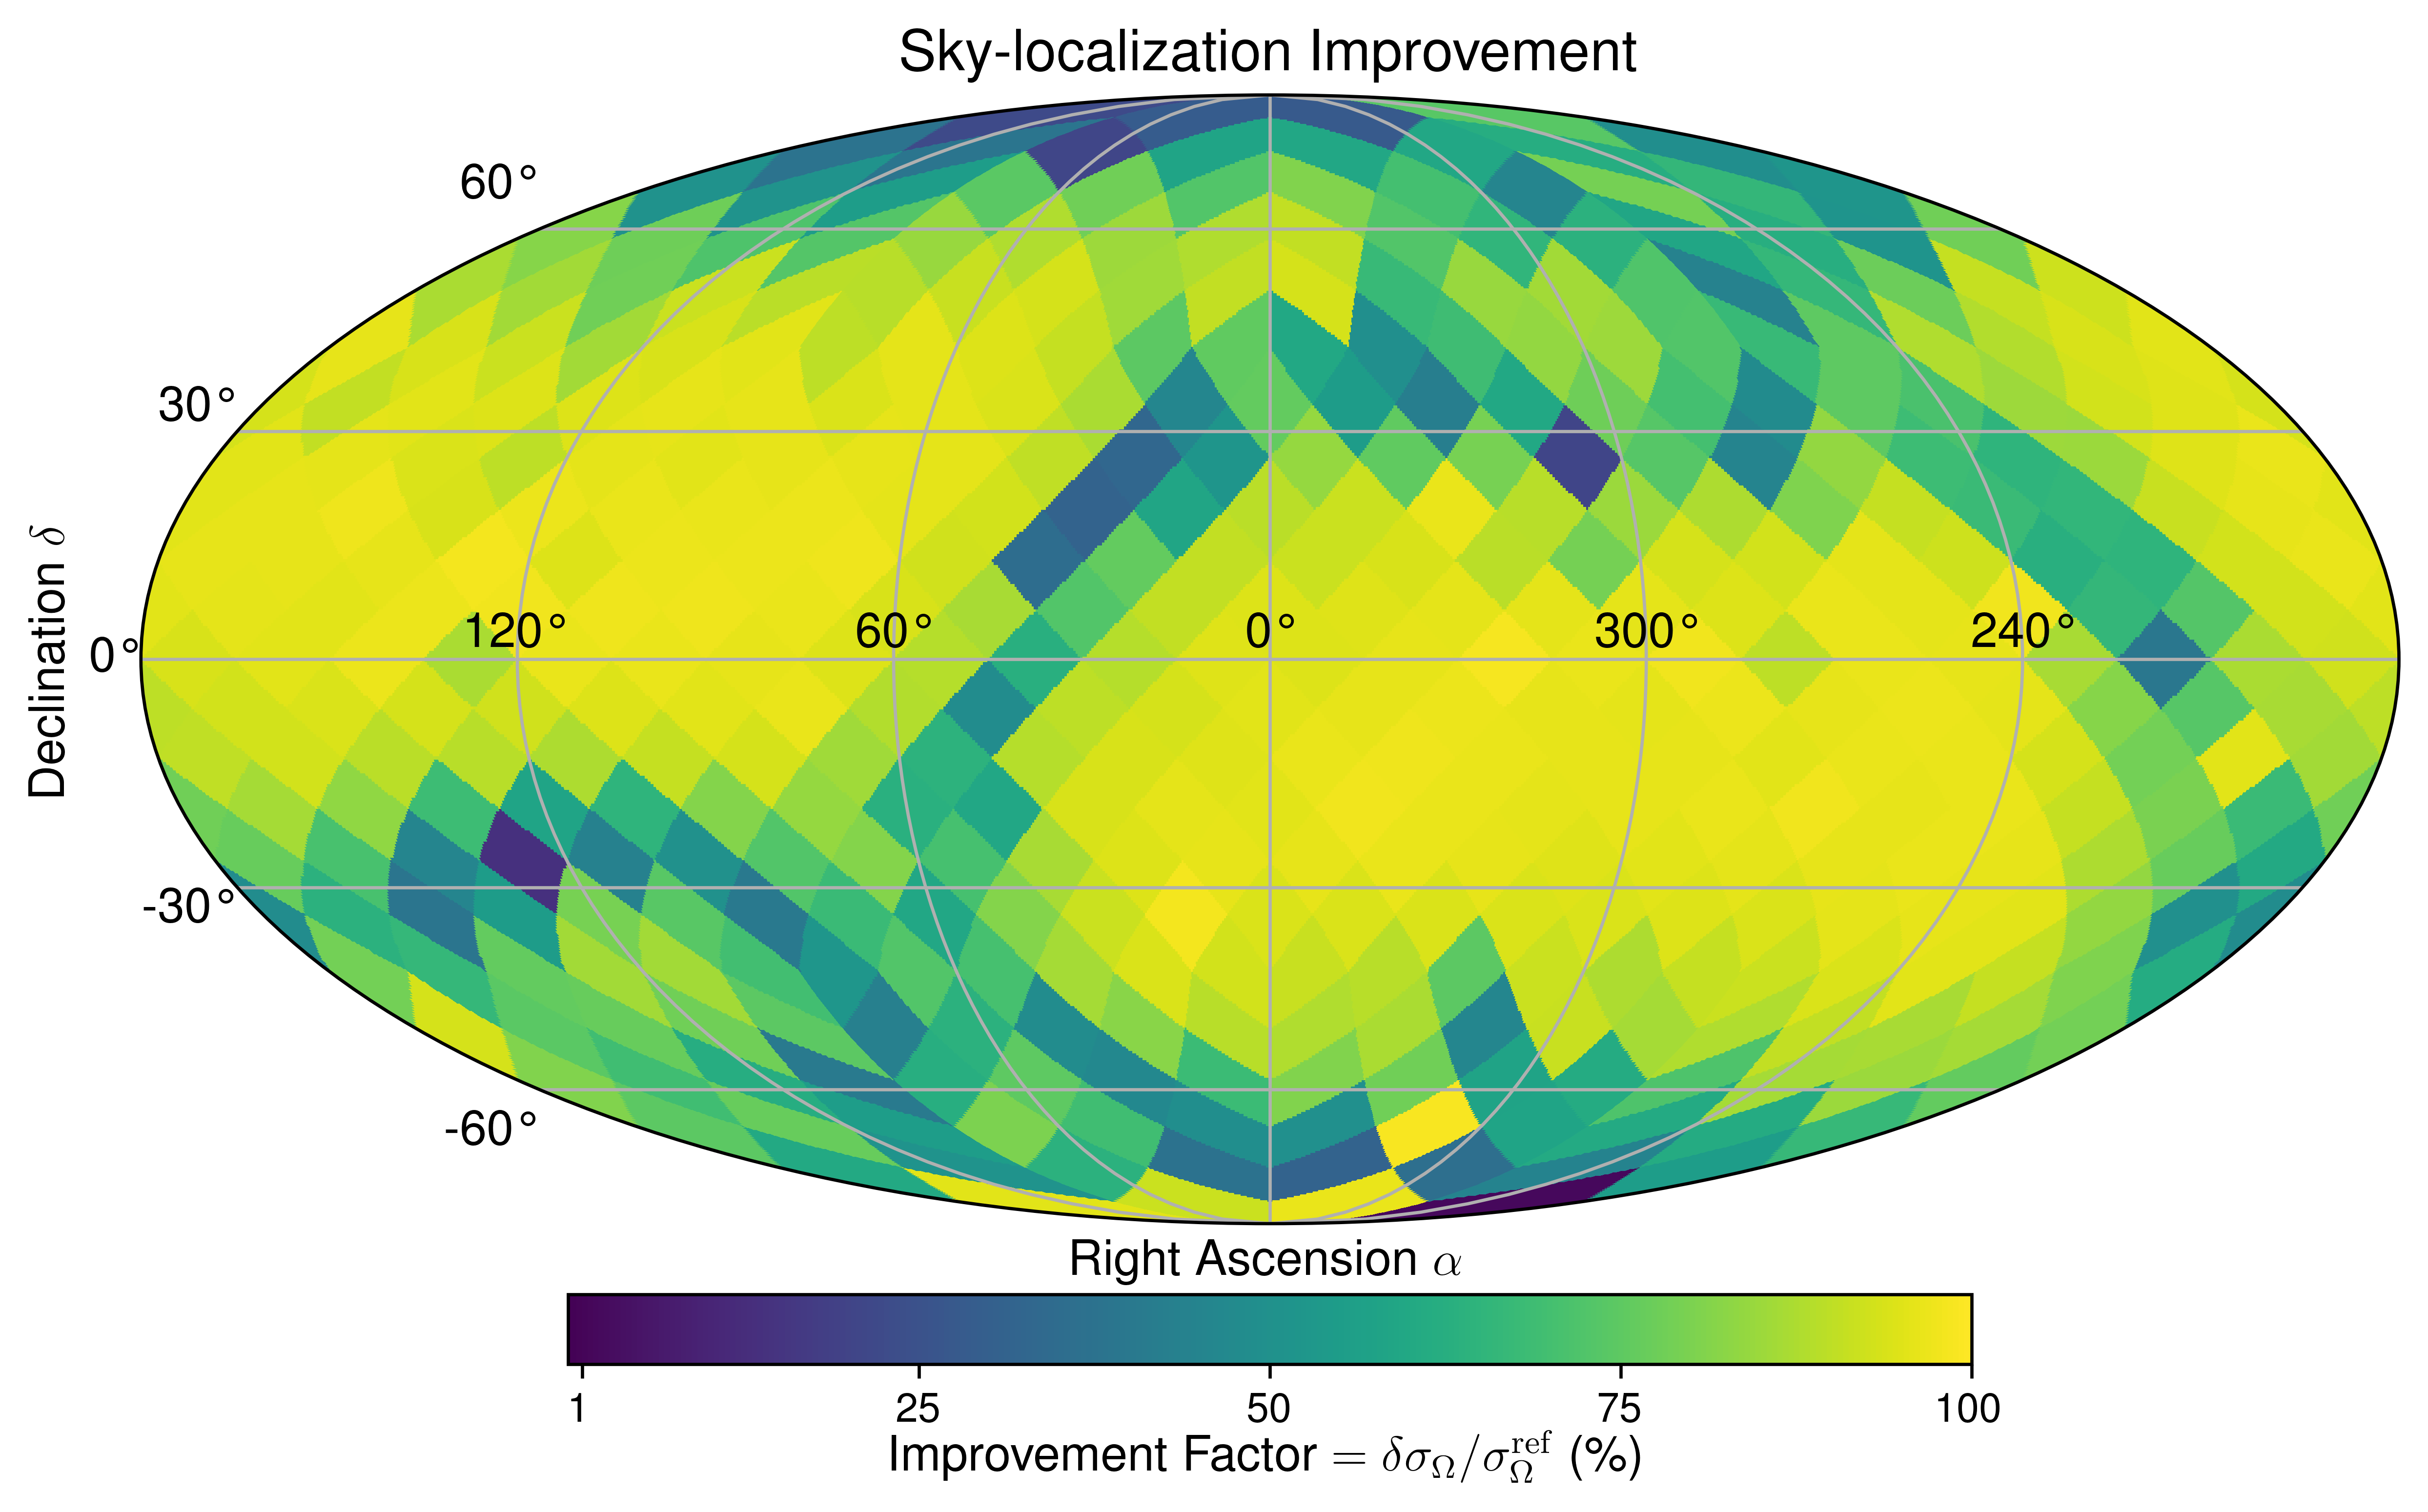 Sky-localization Improvement
60°
30°
Declination δ
0°
120° 60° 0° 300° 240°
-30°
-60°
Right Ascension α
1 25 50 75 100
Improvement Factor = δσ_Ω/σ_Ω^ref (%)